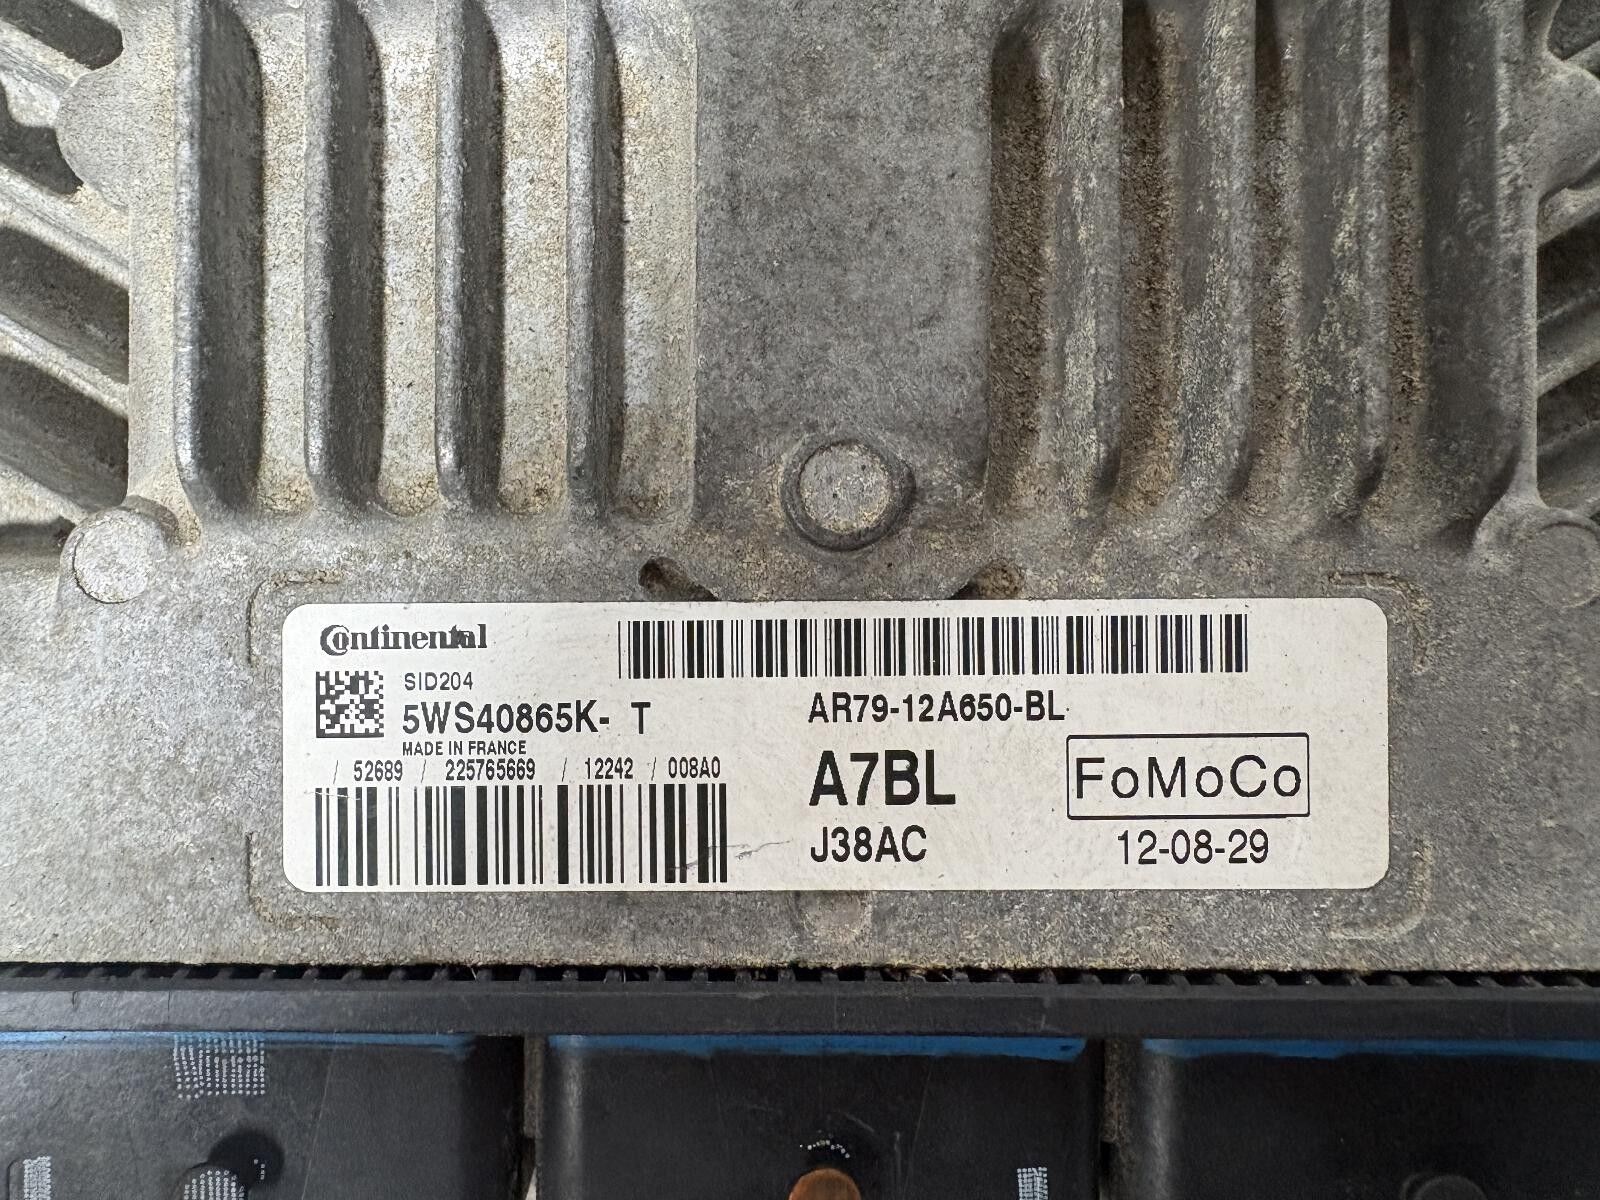 Continental
SID204
5WS40865K- T
MADE IN FRANCE
/ 52689 / 225765669 / 12242 / 008A0
AR79-12A650-BL
A7BL
J38AC
FoMoCo
12-08-29